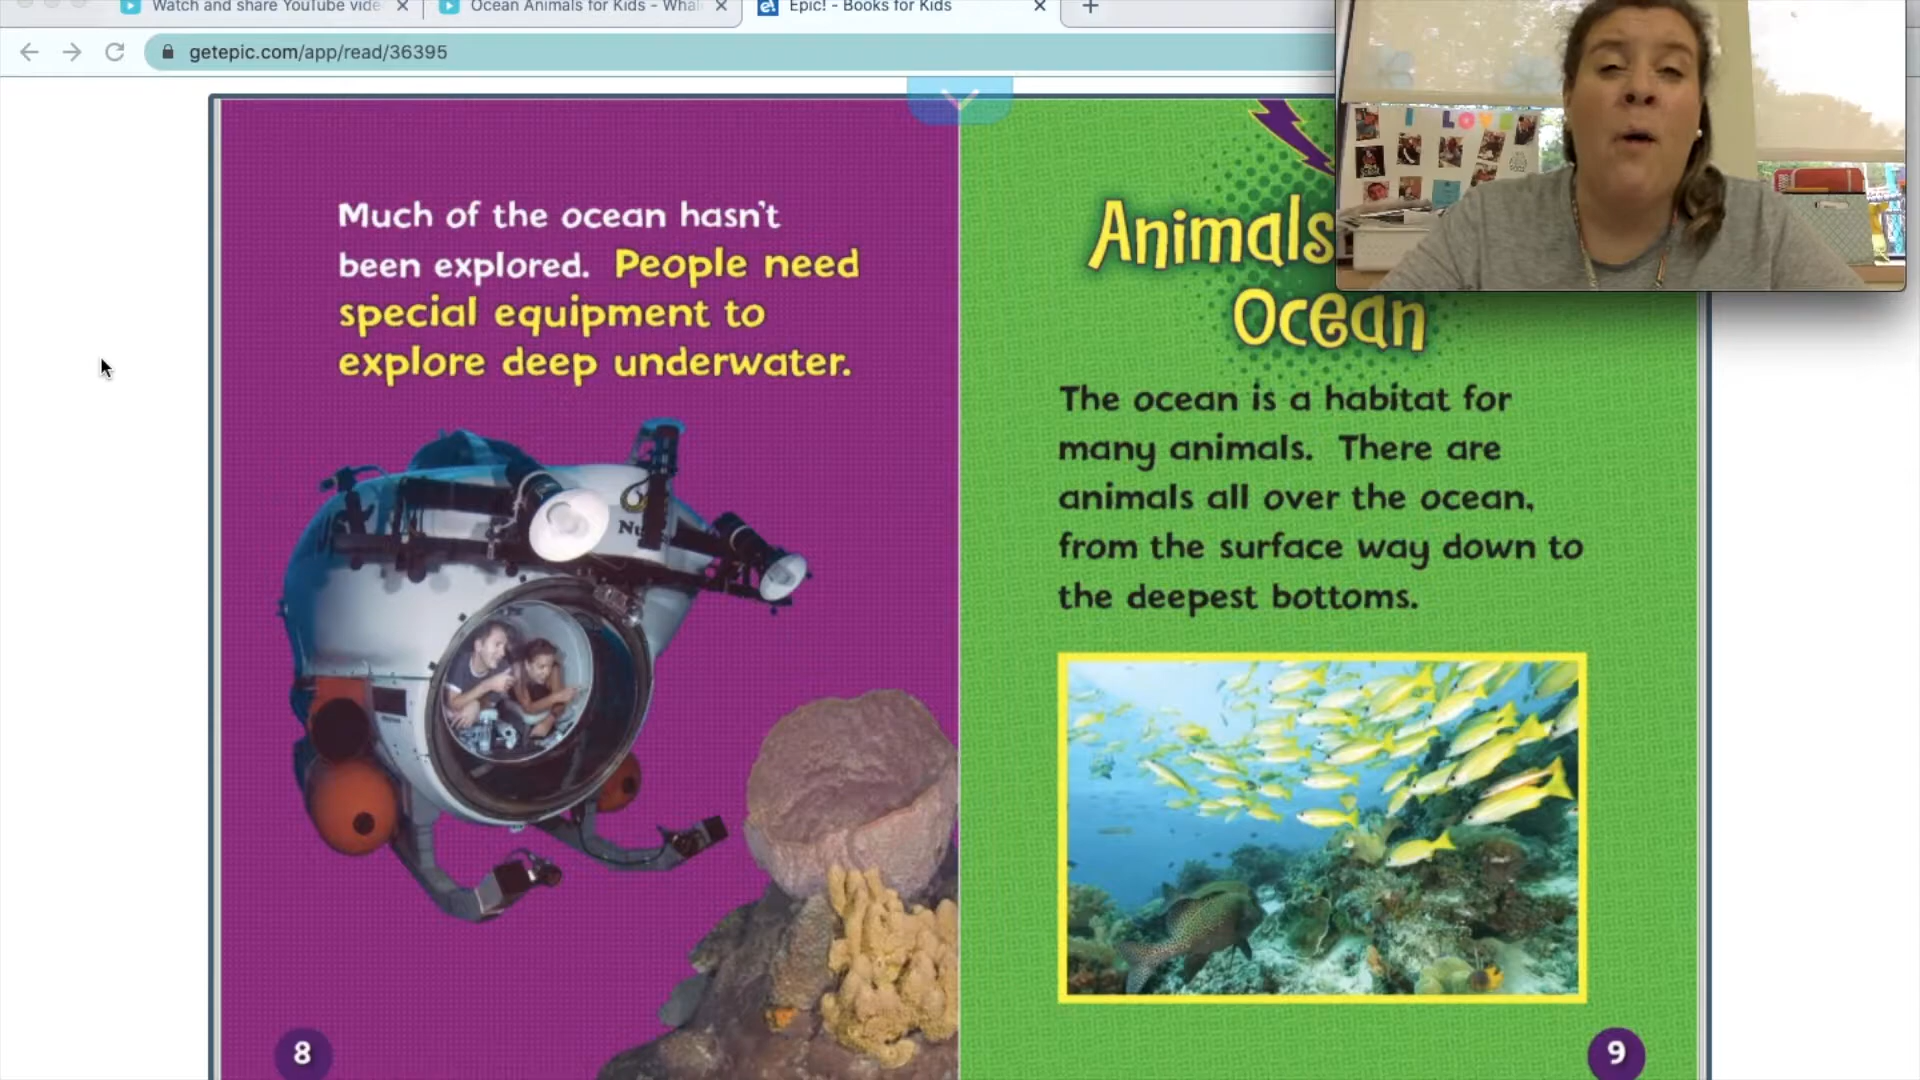 Watch and share YouTube vide
Ocean Animals for Kids - Whal
Epic! - Books for Kids
getepic.com/app/read/36395
Much of the ocean hasn't
been explored. People need
special equipment to
explore deep underwater.
Nu
8
Animals
Ocean
The ocean is a habitat for
many animals. There are
animals all over the ocean,
from the surface way down to
the deepest bottoms.
9
LOVE